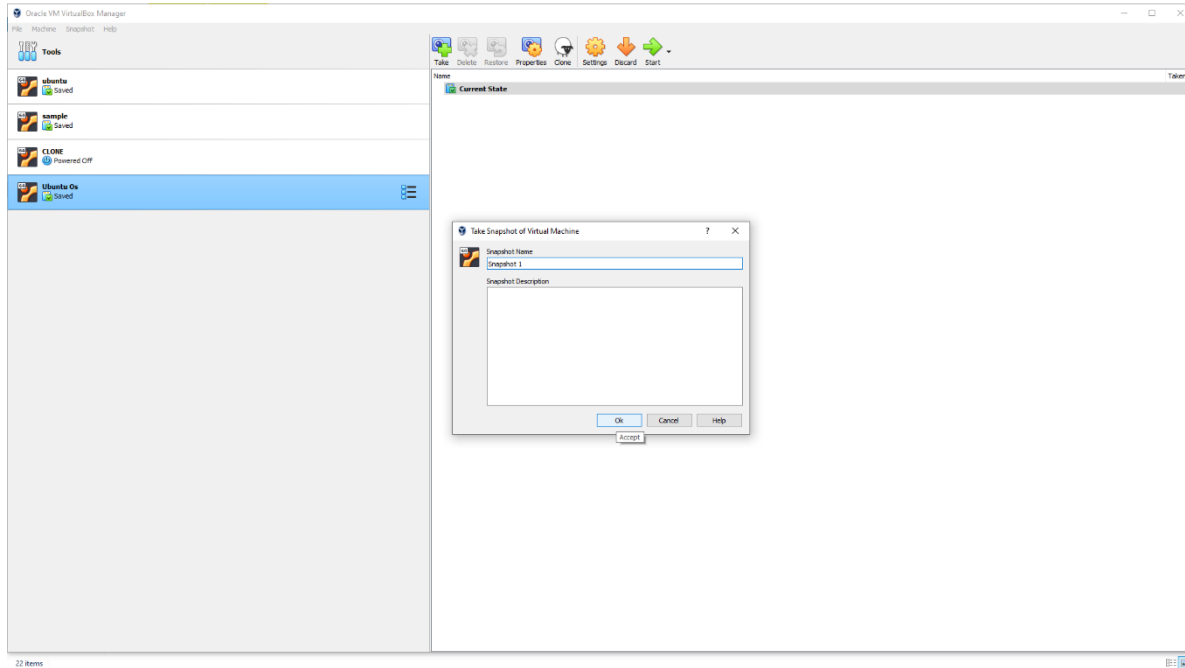 Oracle VM VirtualBox Manager
File Machine Snapshot Help
Tools
Take Delete Restore Properties Clone Settings Discard Start
Name Taken
Current State
ubuntu
Saved
sample
Saved
CLONE
Powered Off
Ubuntu Os
Saved
Take Snapshot of Virtual Machine
Snapshot Name
Snapshot 1
Snapshot Description
Ok Cancel Help
Accept
22 items